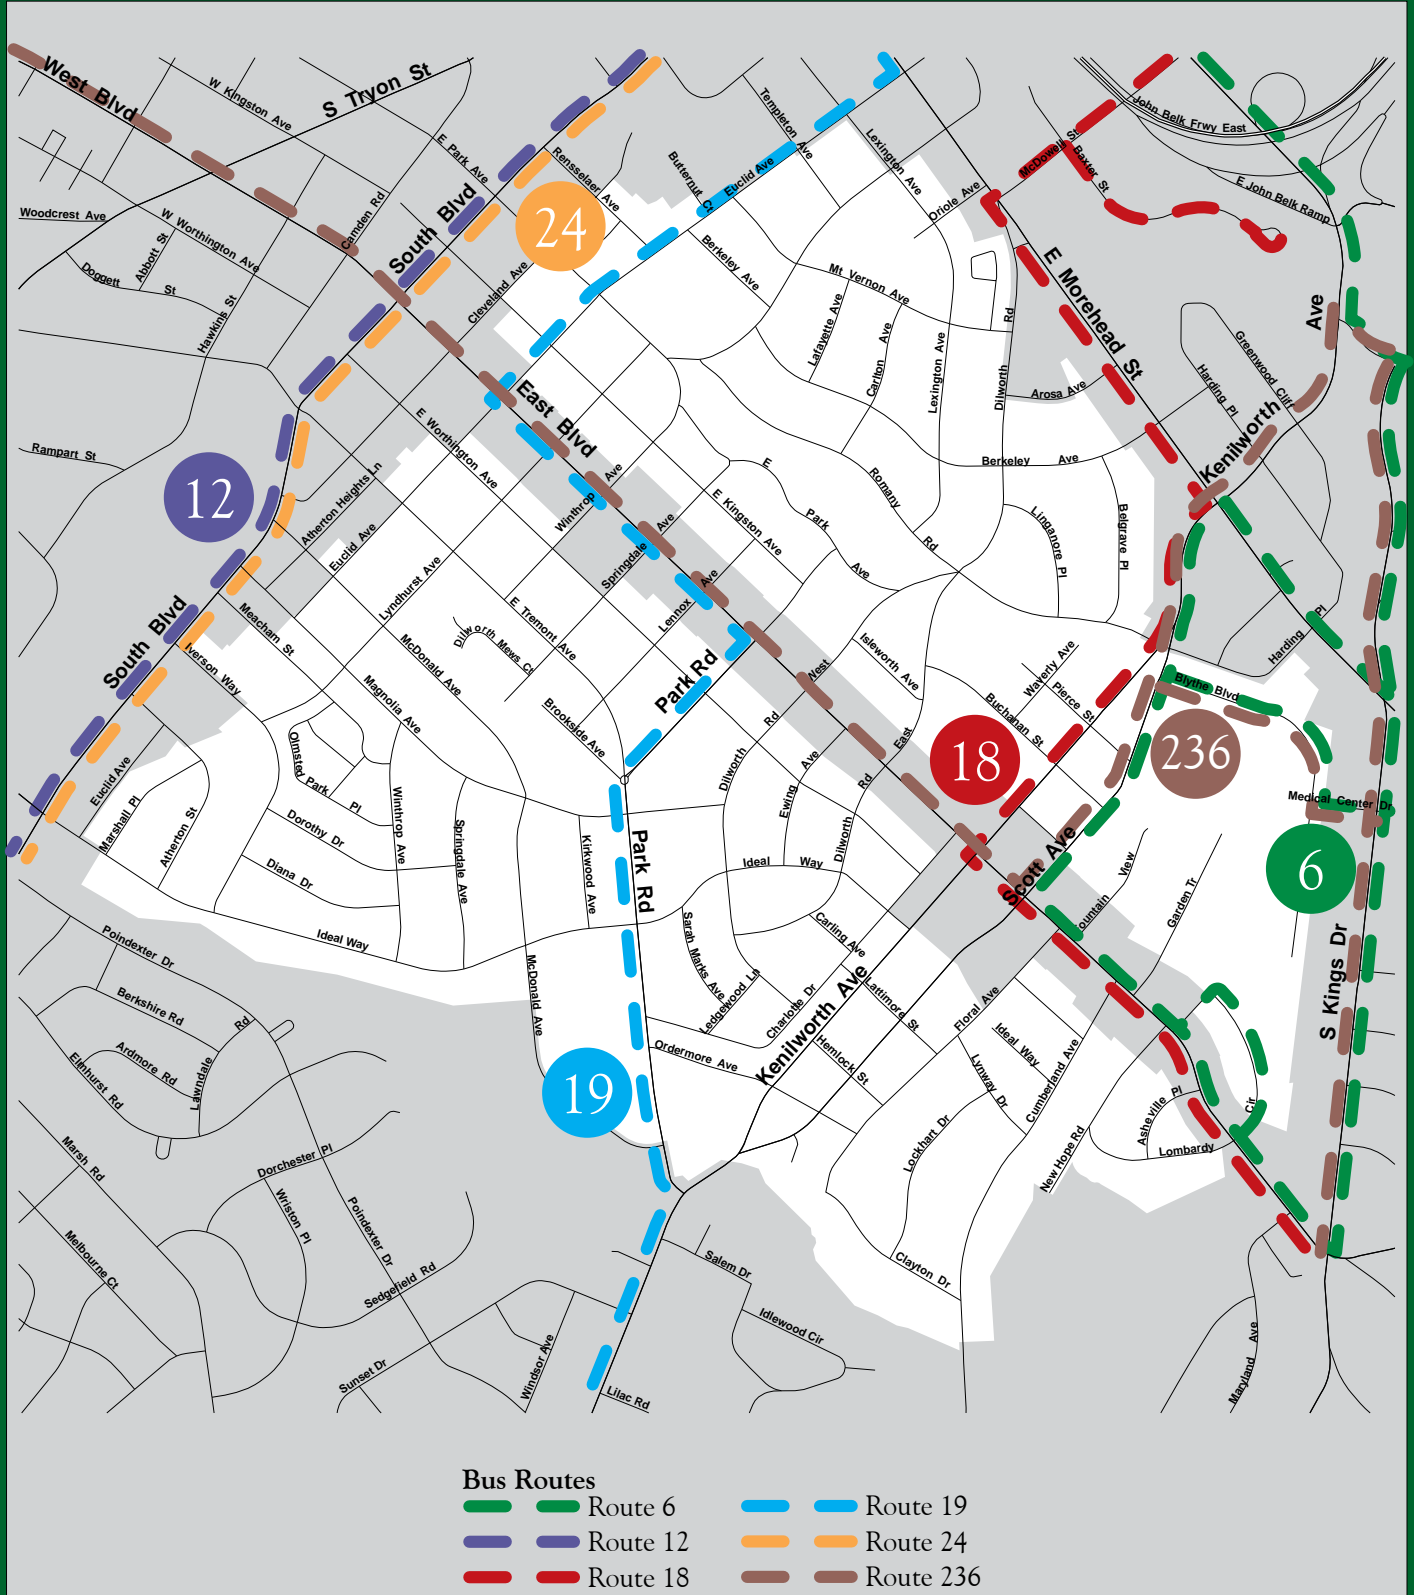 West Blvd
W Kingston Ave
S Tryon St
E Park Ave
Rensselaer Ave
Templeton Ave
Butternut Ct
Euclid Ave
Lexington Ave
Oriole Ave
McDowell St
Baxter St
John Belk Frwy East
E John Belk Ramp
Woodcrest Ave
W Worthington Ave
Camden Rd
South Blvd
24
Abbott St
Doggett St
Hawkins St
Cleveland Ave
Berkeley Ave
Mt Vernon Ave
Lafayette Ave
Carlton Ave
Lexington Ave
Dilworth Rd
E Morehead St
Arosa Ave
Ave
Greenwood Cliff
Harding Pl
Kenilworth
East Blvd
E Worthington Ave
Rampart St
12
Atherton Heights Ln
Euclid Ave
Winthrop Ave
Springdale Ave
Lennox Ave
E Kingston Ave
E Park Ave
Romany Rd
Berkeley Ave
Linganore Pl
Belgrave Pl
Harding Pl
Lyndhurst Ave
Meacham St
South Blvd
Iverson Way
Dilworth Mews Ct
E Tremont Ave
McDonald Ave
Magnolia Ave
Brookside Ave
Park Rd
West
Isleworth Ave
Waverly Ave
Pierce St
Buchanan St
Blythe Blvd
18
236
Medical Center Dr
6
Euclid Ave
Marshall Pl
Atherton St
Olmsted Park Pl
Dorothy Dr
Diana Dr
Winthrop Ave
Springdale Ave
Kirkwood Ave
Park Rd
Dilworth Rd
Ewing Ave
Dilworth Rd East
Ideal Way
Scott Ave
Fountain View
Garden Tr
S Kings Dr
Ideal Way
McDonald Ave
Sarah Marks Ave
Ledgewood Ln
Carling Ave
Charlotte Dr
Lattimore St
Kenilworth Ave
Hemlock St
Ordermore Ave
Floral Ave
Ideal Way
Lynway Dr
Cumberland Ave
Lockhart Dr
New Hope Rd
Asheville Pl
Lombardy Cir
Clayton Dr
19
Poindexter Dr
Berkshire Rd
Ardmore Rd
Elmhurst Rd
Lawndale Rd
Marsh Rd
Dorchester Pl
Wriston Pl
Poindexter Dr
Melbourne Ct
Sedgefield Rd
Sunset Dr
Windsor Ave
Salem Dr
Idlewood Cir
Lilac Rd
Maryland Ave
Bus Routes
Route 6
Route 12
Route 18
Route 19
Route 24
Route 236